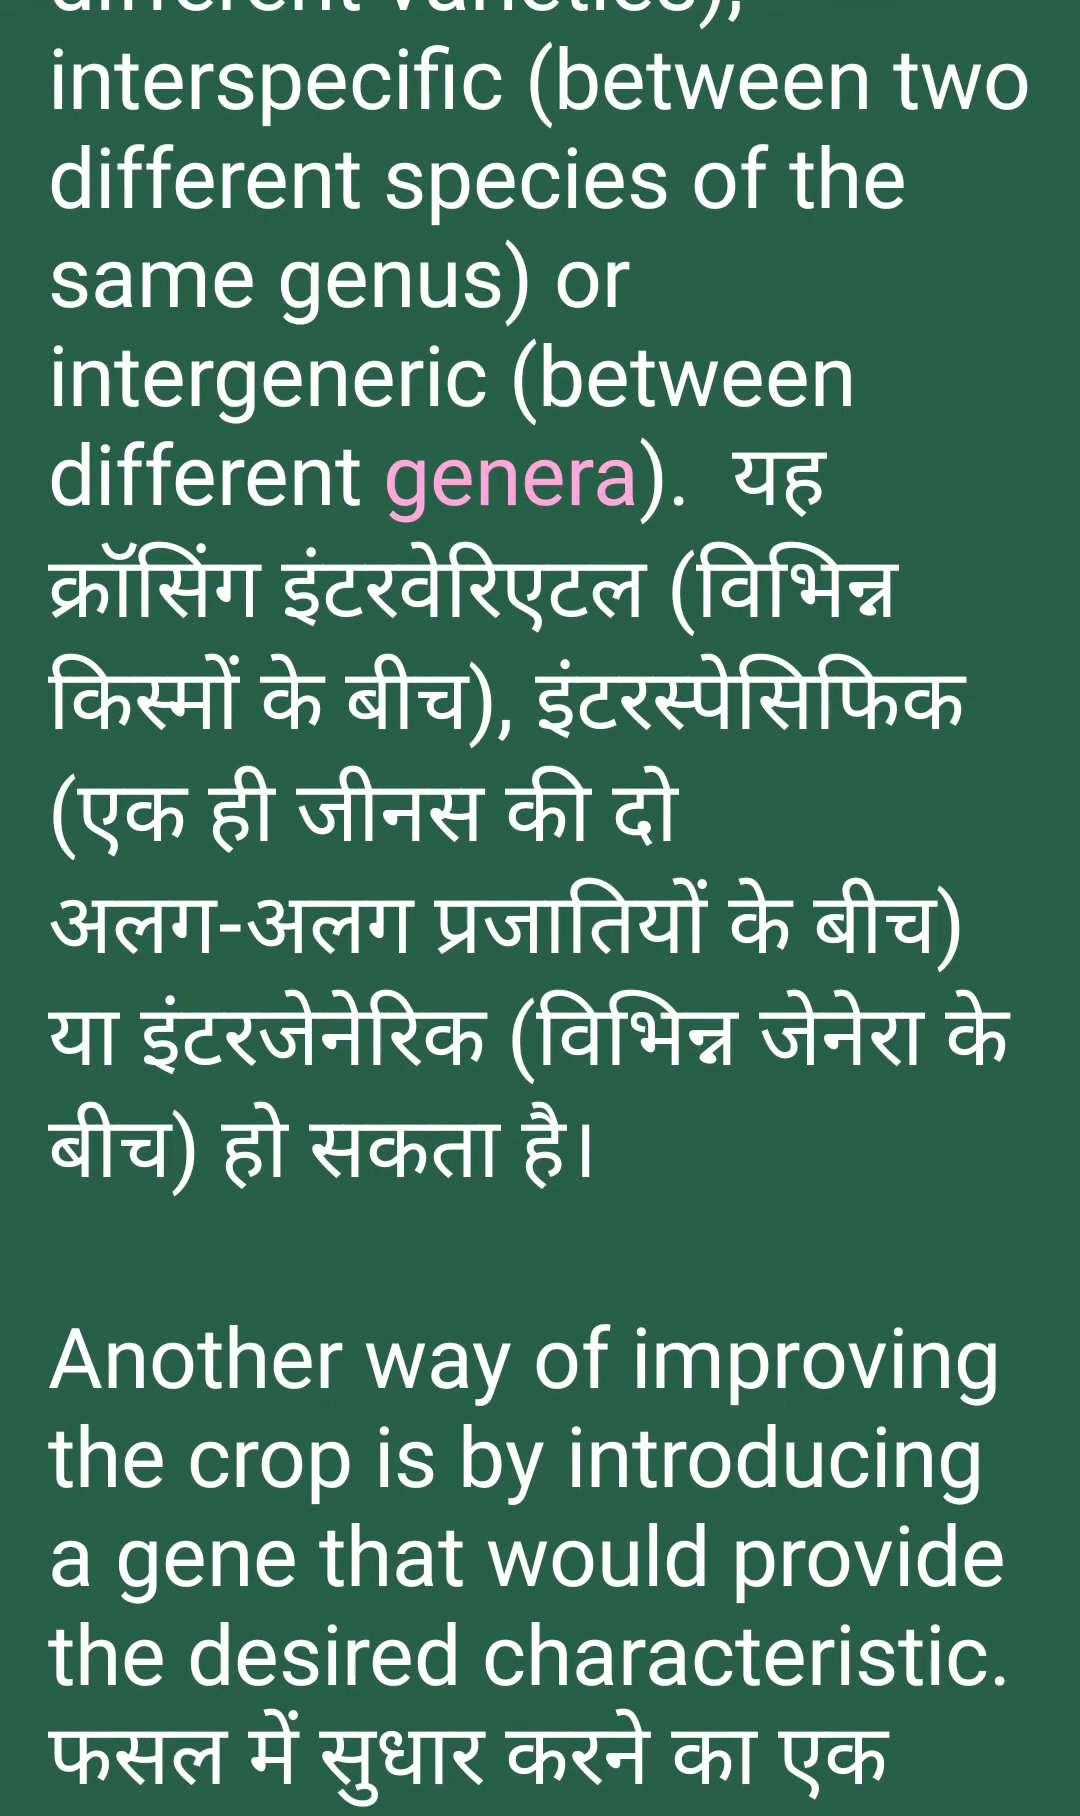 different varieties),
interspecific (between two
different species of the
same genus) or
intergeneric (between
different genera). यह
क्रॉसिंग इंटरवेरिएटल (विभिन्न
किस्मों के बीच), इंटरस्पेसिफिक
(एक ही जीनस की दो
अलग-अलग प्रजातियों के बीच)
या इंटरजेनेरिक (विभिन्न जेनेरा के
बीच) हो सकता है।
Another way of improving
the crop is by introducing
a gene that would provide
the desired characteristic.
फसल में सुधार करने का एक